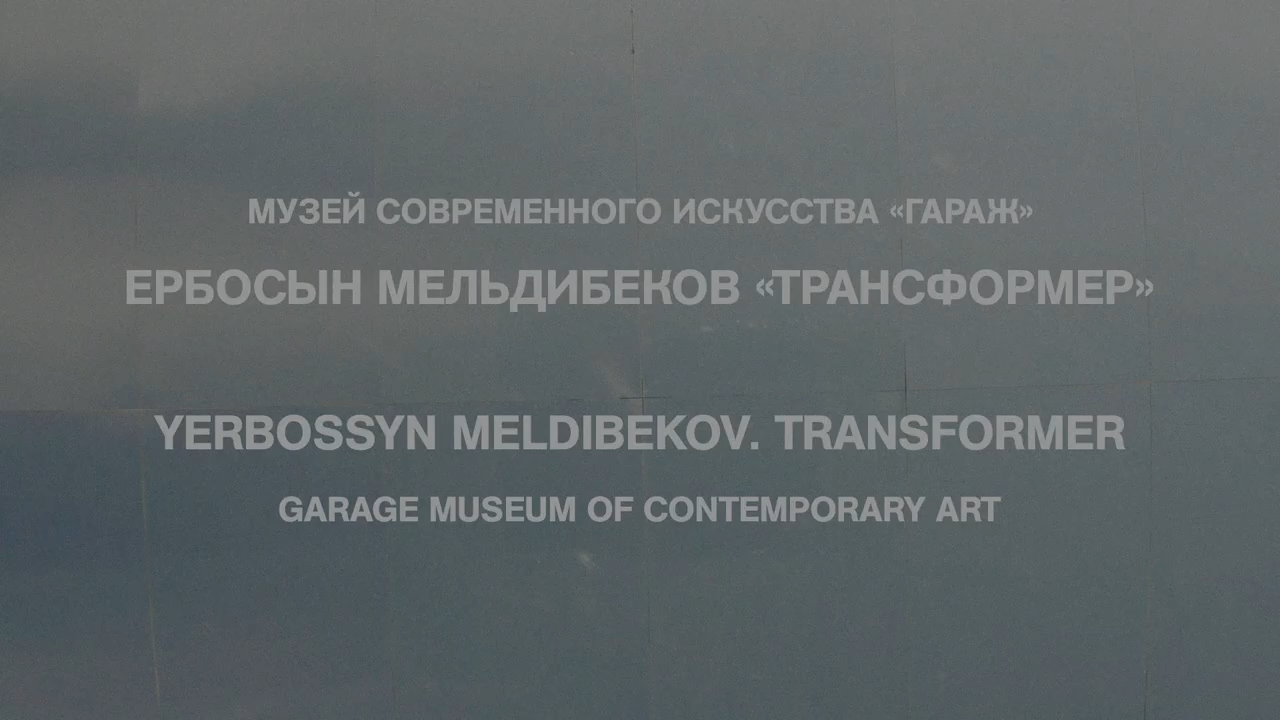 МУЗЕЙ СОВРЕМЕННОГО ИСКУССТВА «ГАРАЖ»
ЕРБОСЫН МЕЛЬДИБЕКОВ «ТРАНСФОРМЕР»
YERBOSSYN MELDIBEKOV. TRANSFORMER
GARAGE MUSEUM OF CONTEMPORARY ART